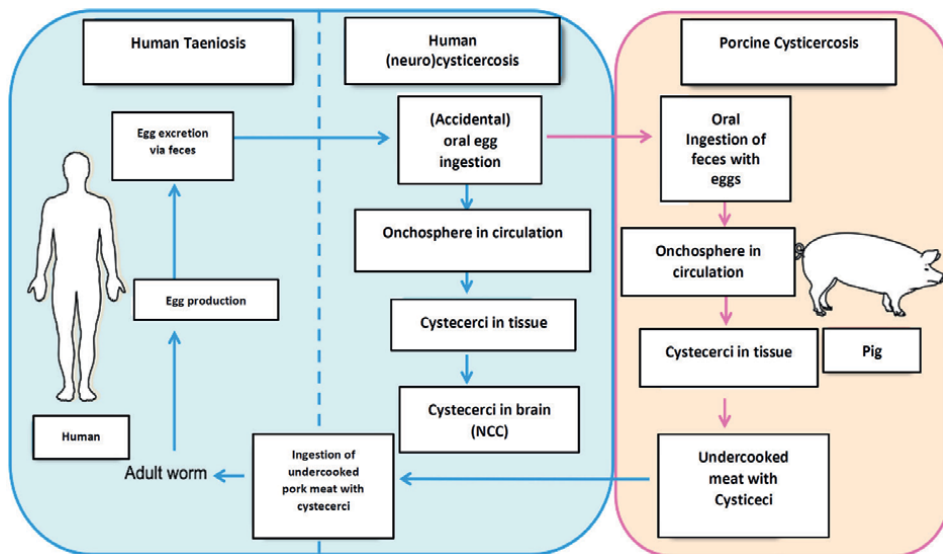 Human Taeniosis
Human
(neuro)cysticercosis
Porcine Cysticercosis
Egg excretion
via feces
(Accidental)
oral egg
ingestion
Oral
Ingestion of
feces with
eggs
Onchosphere in circulation
Onchosphere in
circulation
Egg production
Cystecerci in tissue
Cystecerci in tissue
Pig
Cystecerci in brain
(NCC)
Human
Adult worm
Ingestion of
undercooked
pork meat with
cystecerci
Undercooked
meat with
Cysticeci